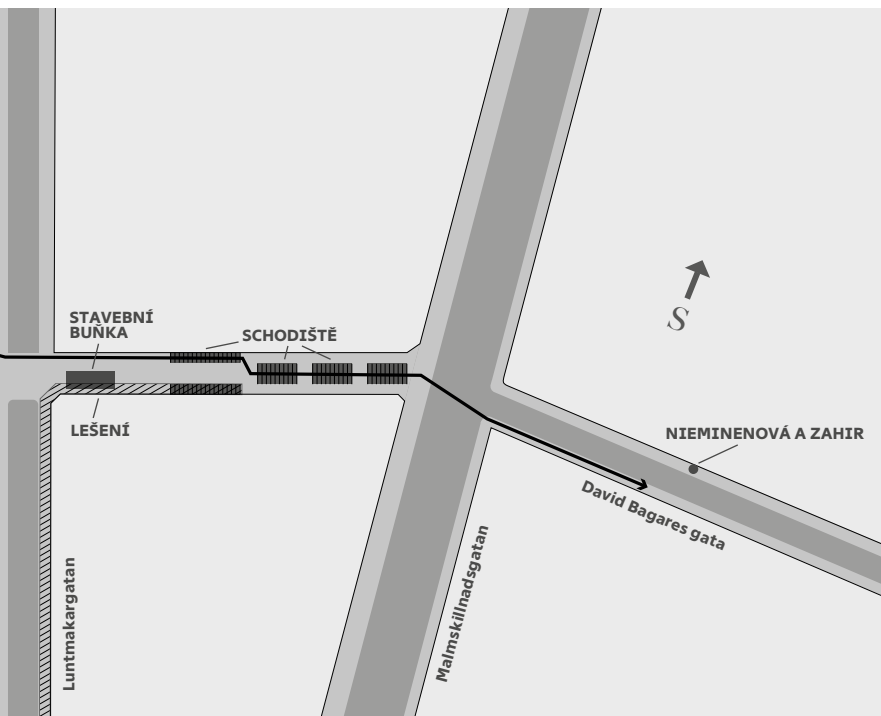 STAVEBNÍ
BUŇKA
SCHODIŠTĚ
LEŠENÍ
S
NIEMINENOVÁ A ZAHIR
David Bagares gata
Malmskillnadsgatan
Luntmakargatan